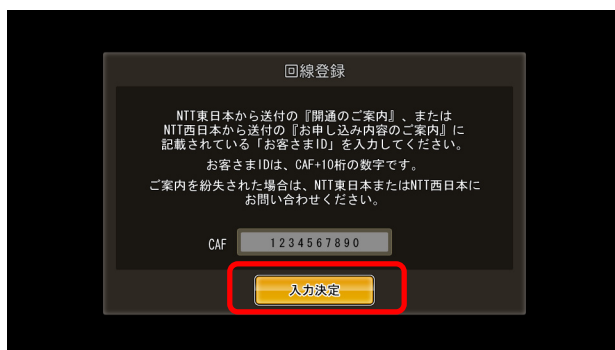 回線登録
NTT東日本から送付の『開通のご案内』、または
NTT西日本から送付の『お申し込み内容のご案内』に
記載されている「お客さまID」を入力してください。
お客さまIDは、CAF+10桁の数字です。
ご案内を紛失された場合は、NTT東日本またはNTT西日本に
お問い合わせください。
CAF 1234567890
入力決定